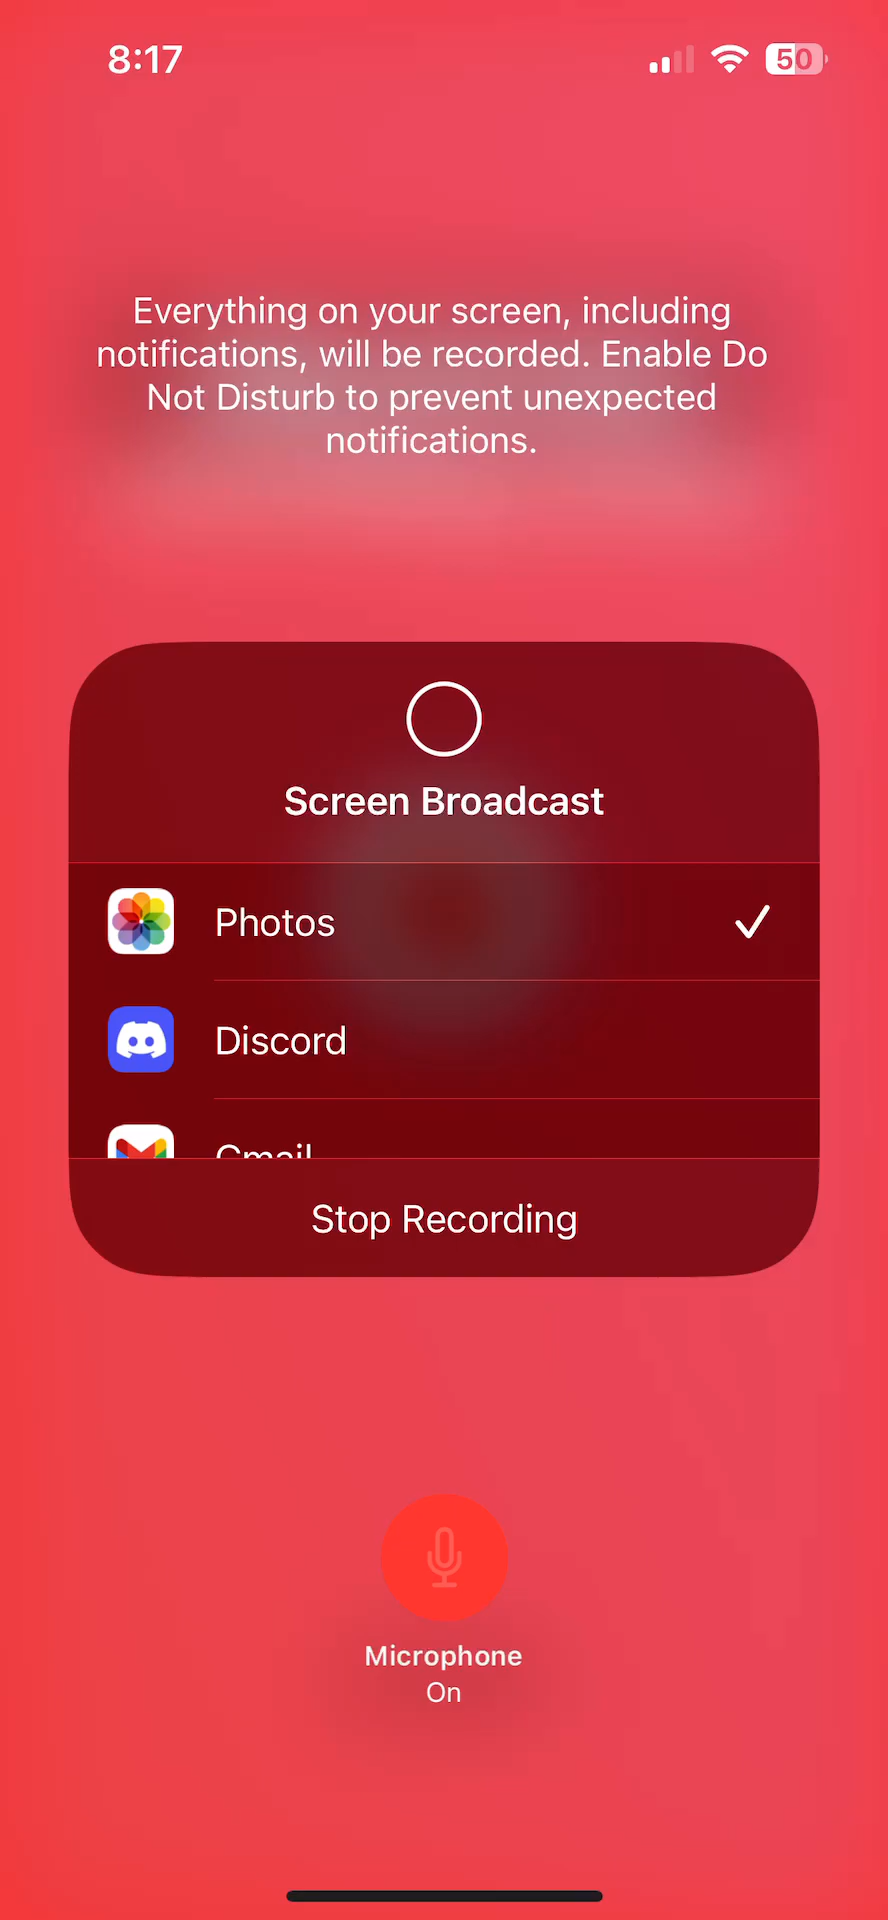 8:17
50
Everything on your screen, including
notifications, will be recorded. Enable Do
Not Disturb to prevent unexpected
notifications.
Screen Broadcast
Photos
Discord
Gmail
Stop Recording
Microphone
On